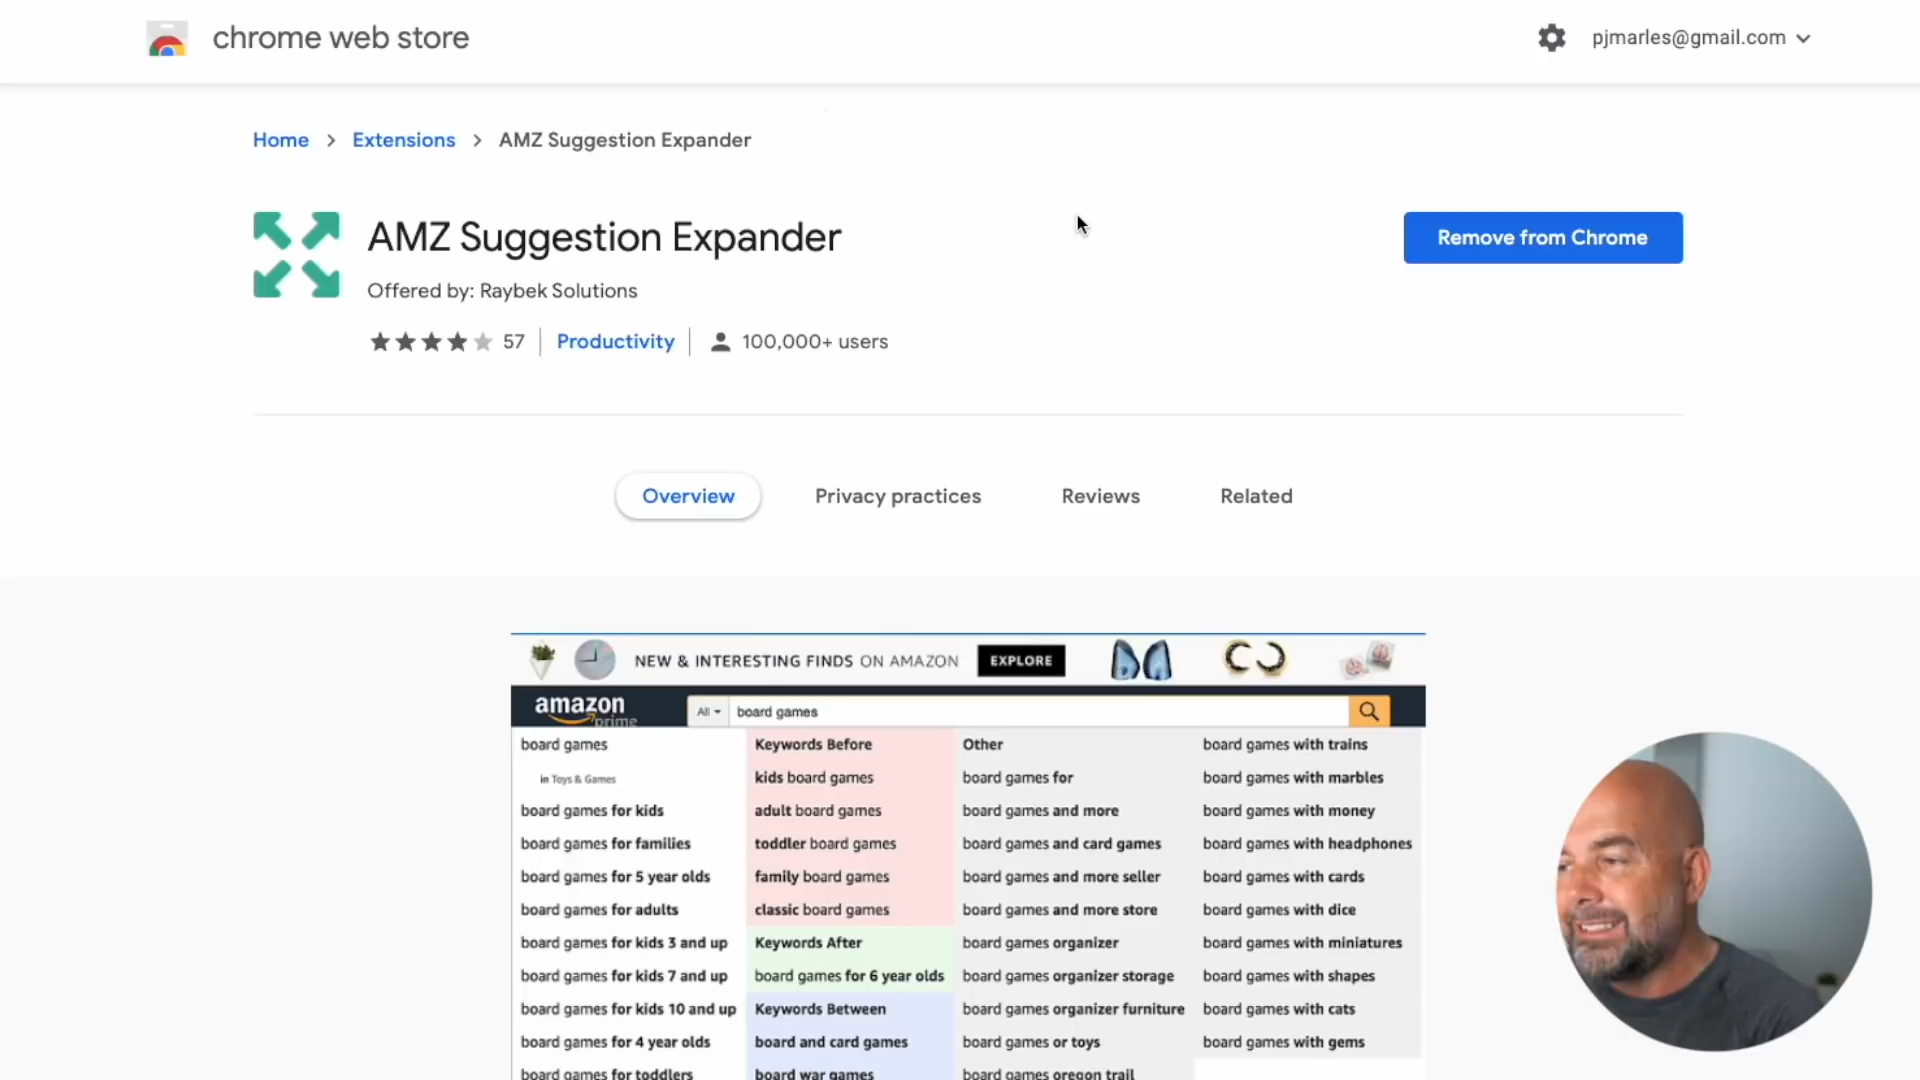 chrome web store
pjmarles@gmail.com
Home > Extensions > AMZ Suggestion Expander
AMZ Suggestion Expander
Remove from Chrome
Offered by: Raybek Solutions
57 Productivity 100,000+ users
Overview Privacy practices Reviews Related
NEW & INTERESTING FINDS ON AMAZON EXPLORE
amazon prime All board games
board games
in Toys & Games
board games for kids
board games for families
board games for 5 year olds
board games for adults
board games for kids 3 and up
board games for kids 7 and up
board games for kids 10 and up
board games for 4 year olds
board games for toddlers
Keywords Before
kids board games
adult board games
toddler board games
family board games
classic board games
Keywords After
board games for 6 year olds
Keywords Between
board and card games
board war games
Other
board games for
board games and more
board games and card games
board games and more seller
board games and more store
board games organizer
board games organizer storage
board games organizer furniture
board games or toys
board games oregon trail
board games with trains
board games with marbles
board games with money
board games with headphones
board games with cards
board games with dice
board games with miniatures
board games with shapes
board games with cats
board games with gems